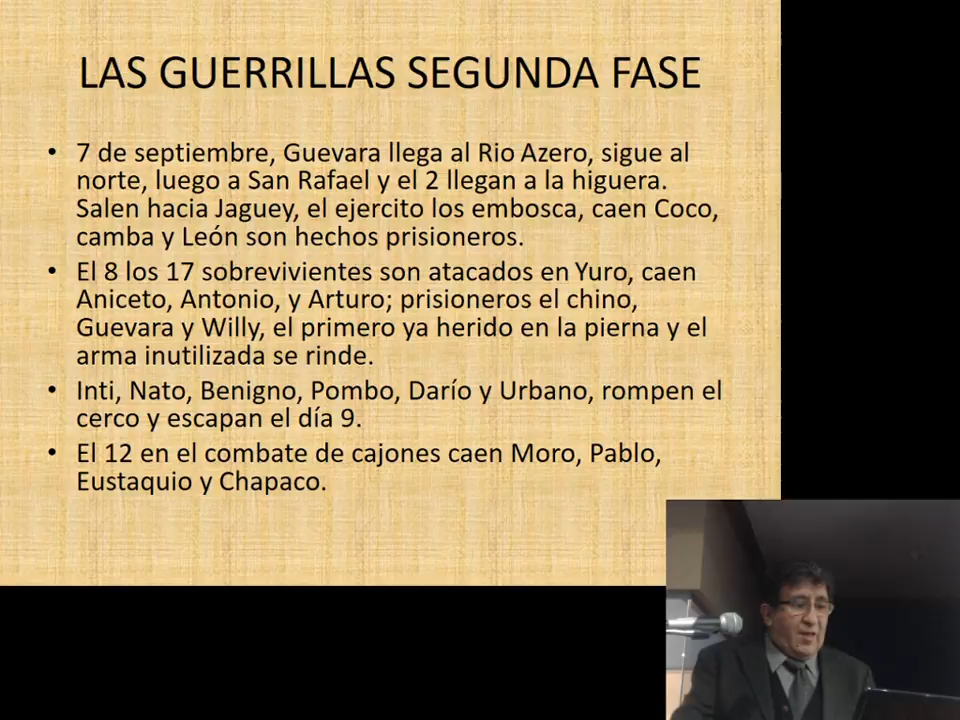 LAS GUERRILLAS SEGUNDA FASE
• 7 de septiembre, Guevara llega al Rio Azero, sigue al
norte, luego a San Rafael y el 2 llegan a la higuera.
Salen hacia Jaguey, el ejercito los embosca, caen Coco,
camba y León son hechos prisioneros.
• El 8 los 17 sobrevivientes son atacados en Yuro, caen
Aniceto, Antonio, y Arturo; prisioneros el chino,
Guevara y Willy, el primero ya herido en la pierna y el
arma inutilizada se rinde.
• Inti, Nato, Benigno, Pombo, Darío y Urbano, rompen el
cerco y escapan el día 9.
• El 12 en el combate de cajones caen Moro, Pablo,
Eustaquio y Chapaco.